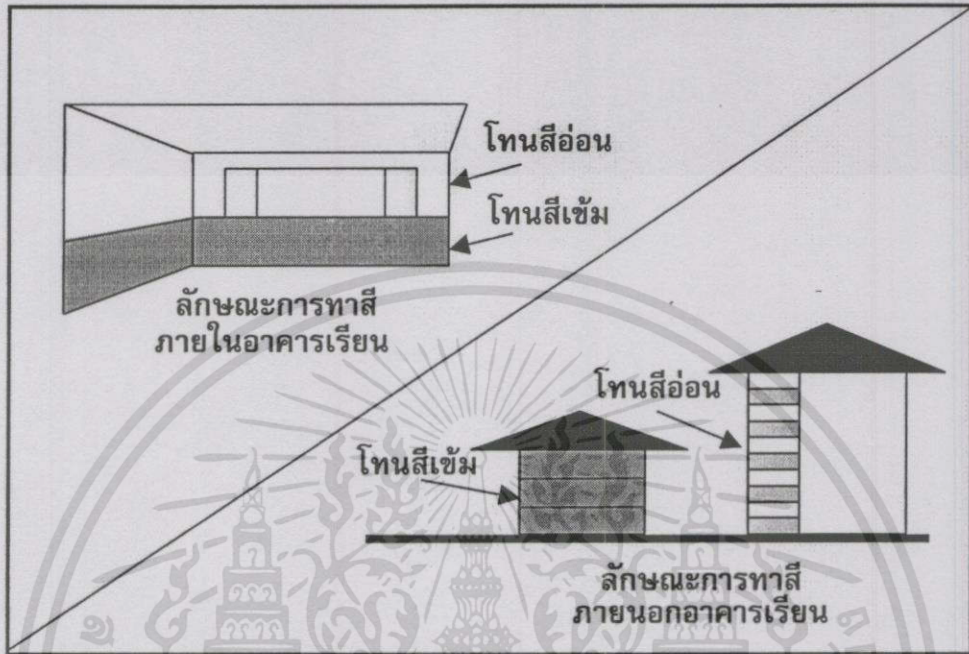 โทนสีอ่อน
โทนสีเข้ม
ลักษณะการทาสี
ภายในอาคารเรียน
โทนสีอ่อน
โทนสีเข้ม
ลักษณะการทาสี
ภายนอกอาคารเรียน